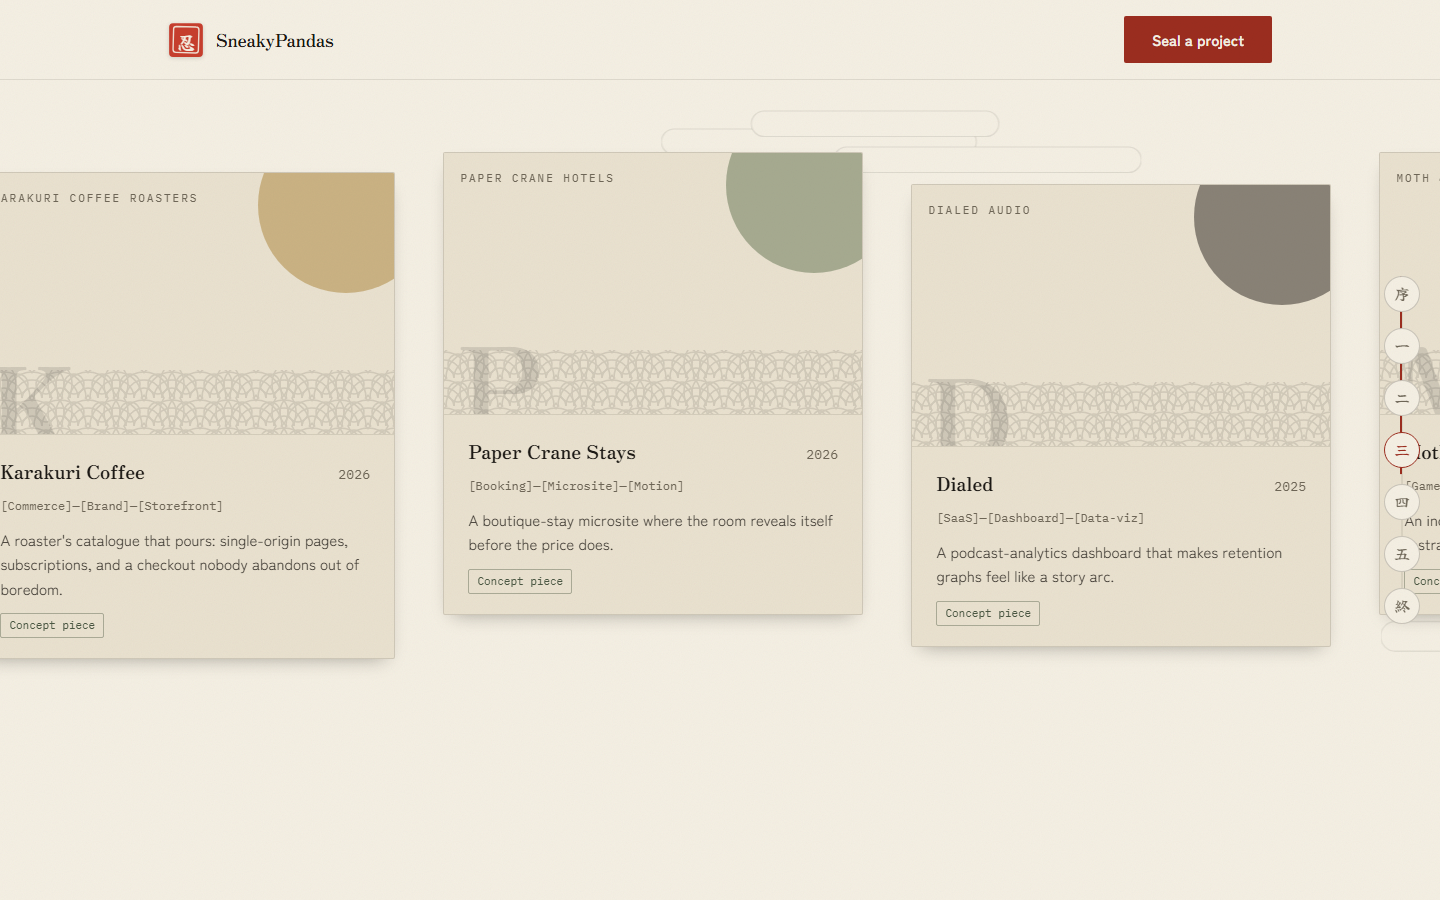 忍
SneakyPandas
Seal a project
ARAKURI COFFEE ROASTERS
K
Karakuri Coffee
2026
[Commerce]—[Brand]—[Storefront]
A roaster's catalogue that pours: single-origin pages,
subscriptions, and a checkout nobody abandons out of
boredom.
Concept piece
PAPER CRANE HOTELS
P
Paper Crane Stays
2026
[Booking]—[Microsite]—[Motion]
A boutique-stay microsite where the room reveals itself
before the price does.
Concept piece
DIALED AUDIO
D
Dialed
2025
[SaaS]—[Dashboard]—[Data-viz]
A podcast-analytics dashboard that makes retention
graphs feel like a story arc.
Concept piece
MOTH
序
一
二
三
四
五
終